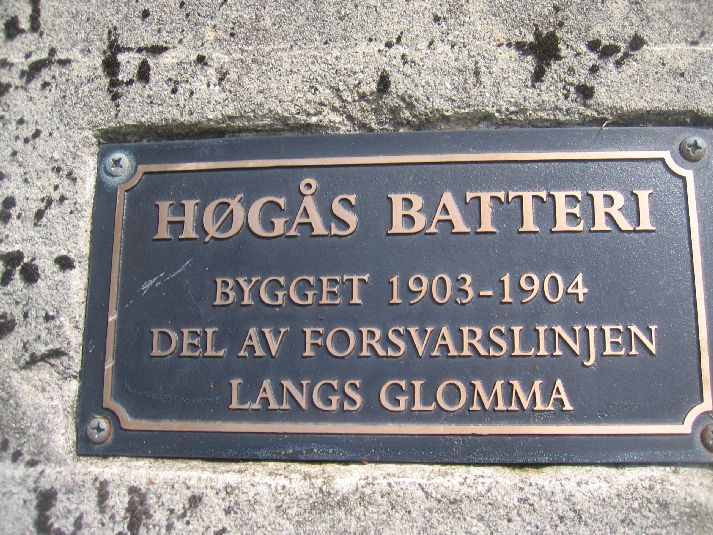 HØGÅS BATTERI
BYGGET 1903-1904
DEL AV FORSVARSLINJEN
LANGS GLOMMA